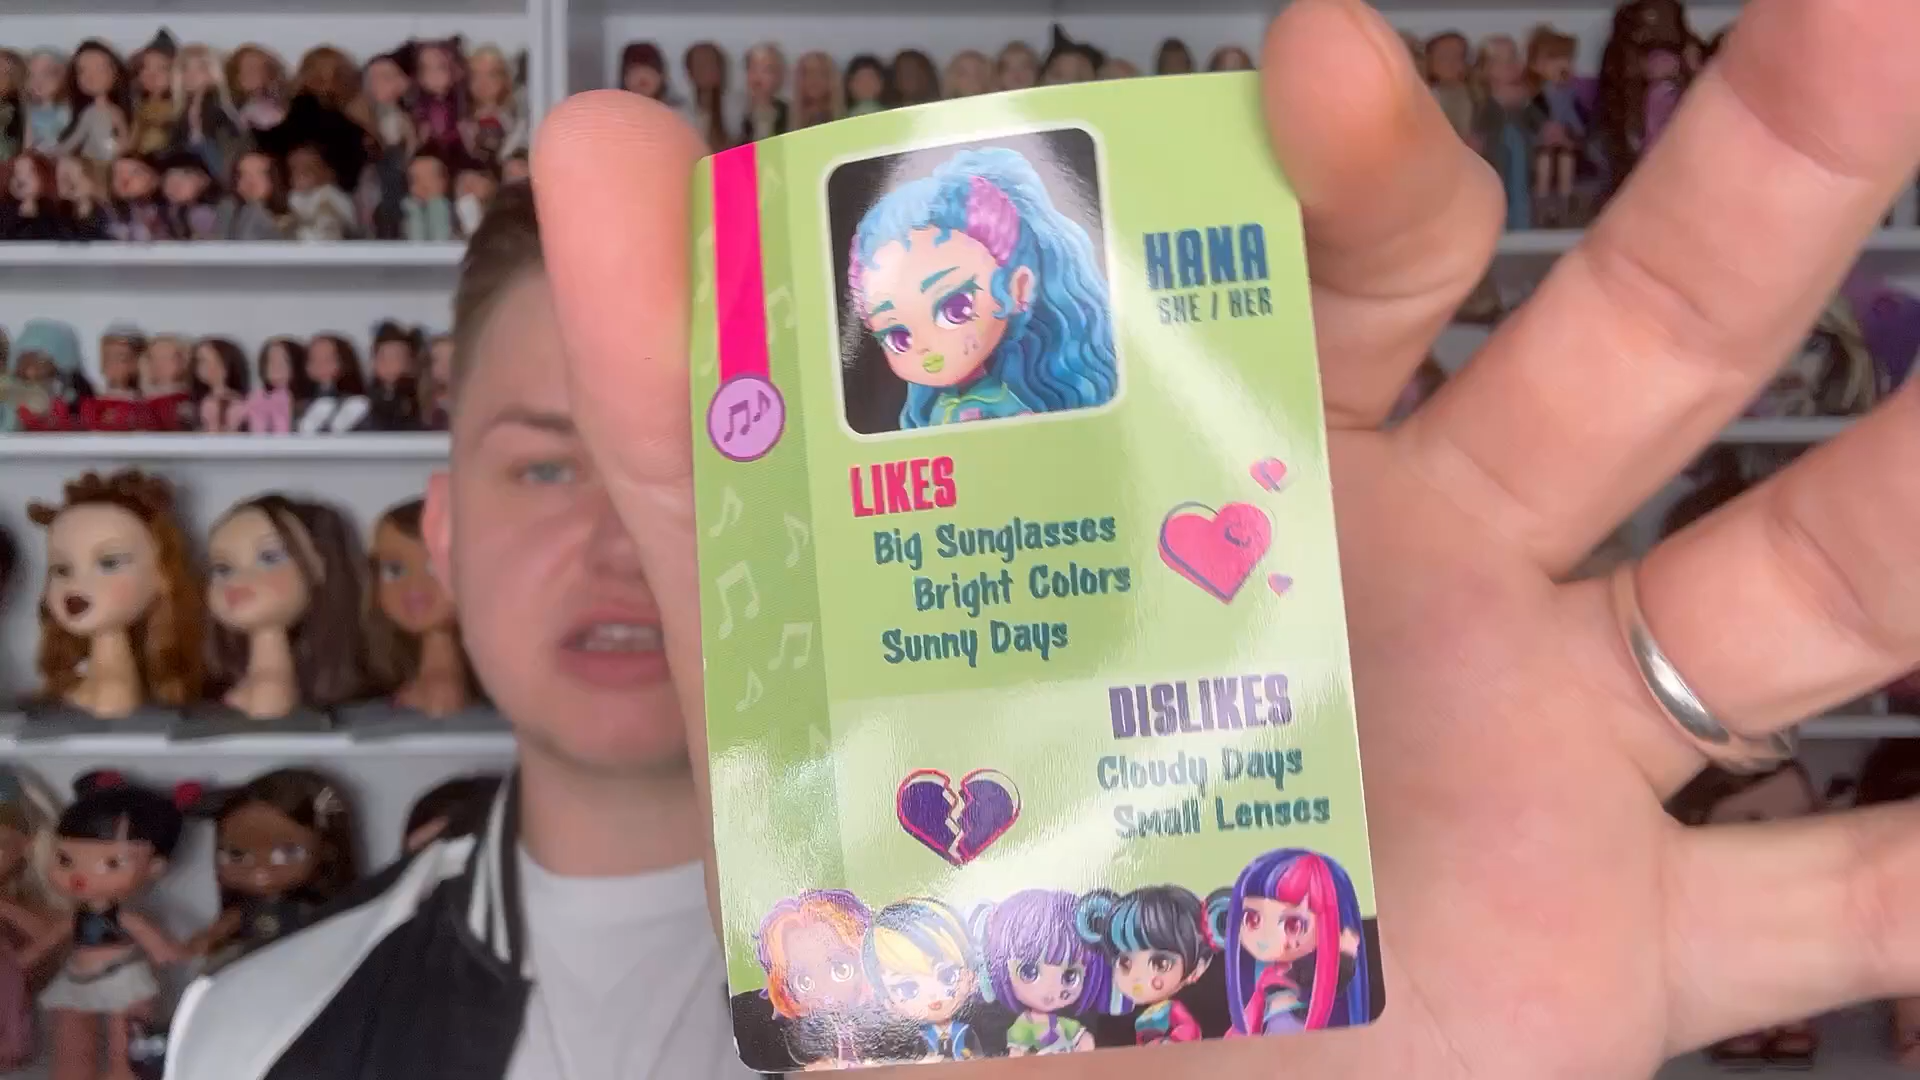 HANA
SHE / HER
LIKES
Big Sunglasses
Bright Colors
Sunny Days
DISLIKES
Cloudy Days
Small Lenses